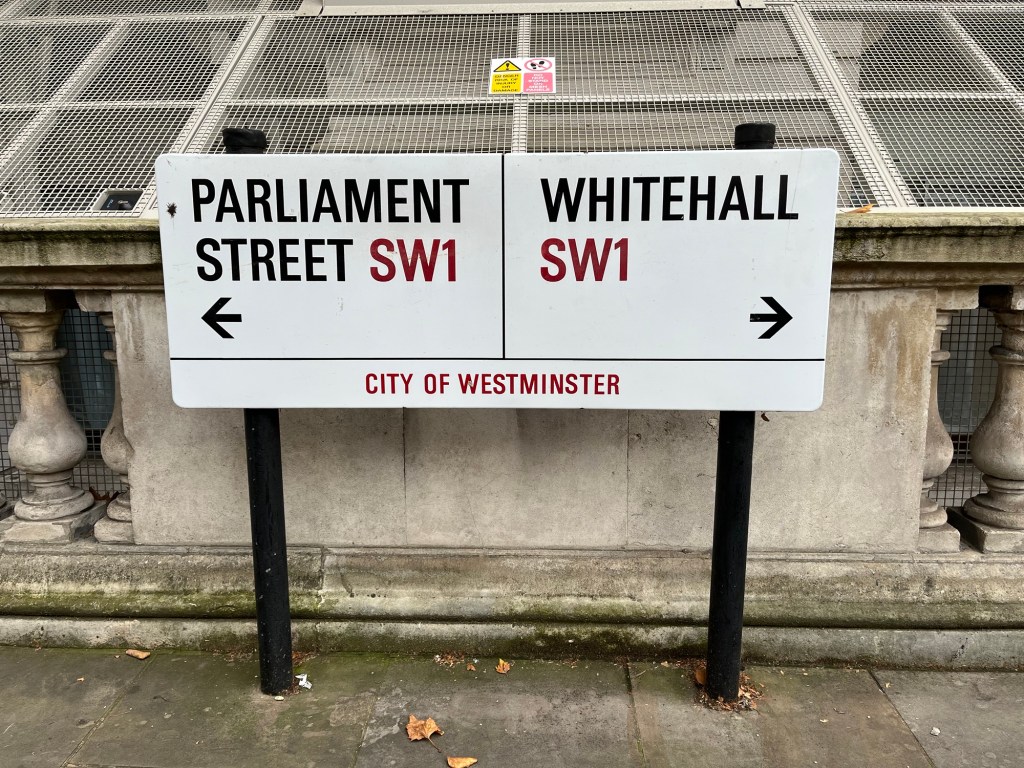 PARLIAMENT
STREET SW1
WHITEHALL
SW1
CITY OF WESTMINSTER